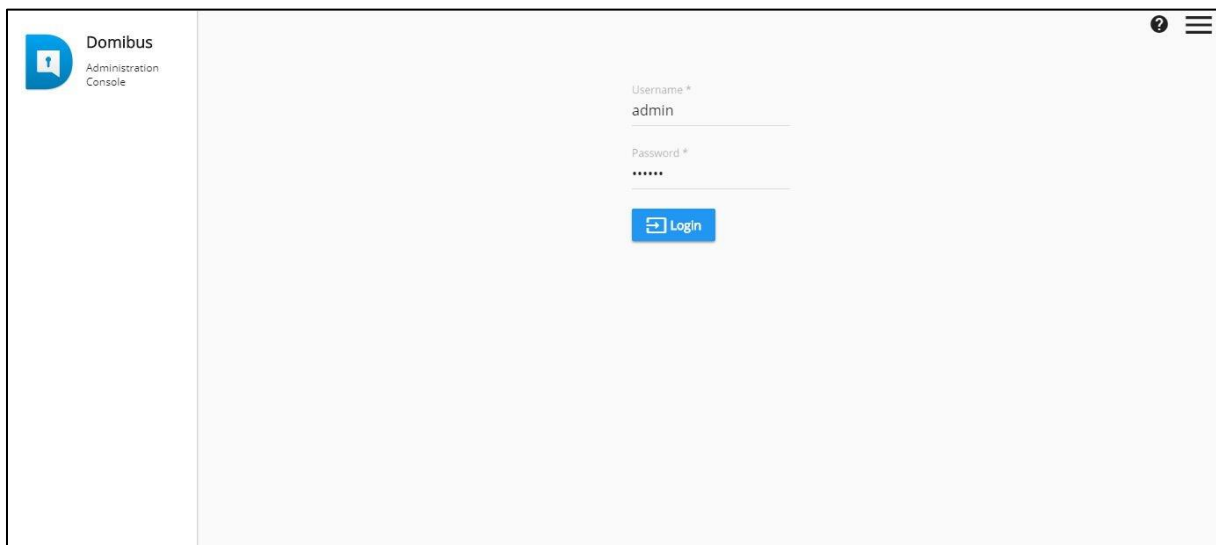 Domibus
Administration
Console
Username *
admin
Password *
••••••
Login